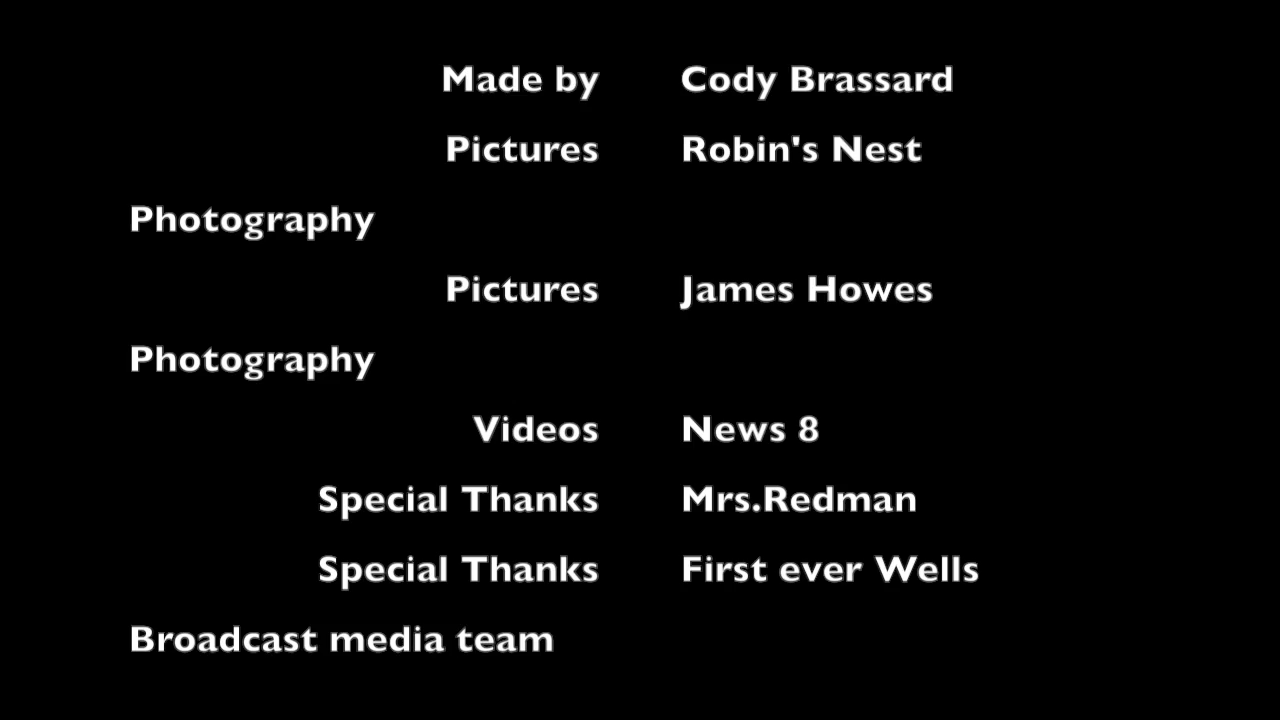 Made by Cody Brassard
Pictures Robin's Nest
Photography
Pictures James Howes
Photography
Videos News 8
Special Thanks Mrs.Redman
Special Thanks First ever Wells
Broadcast media team